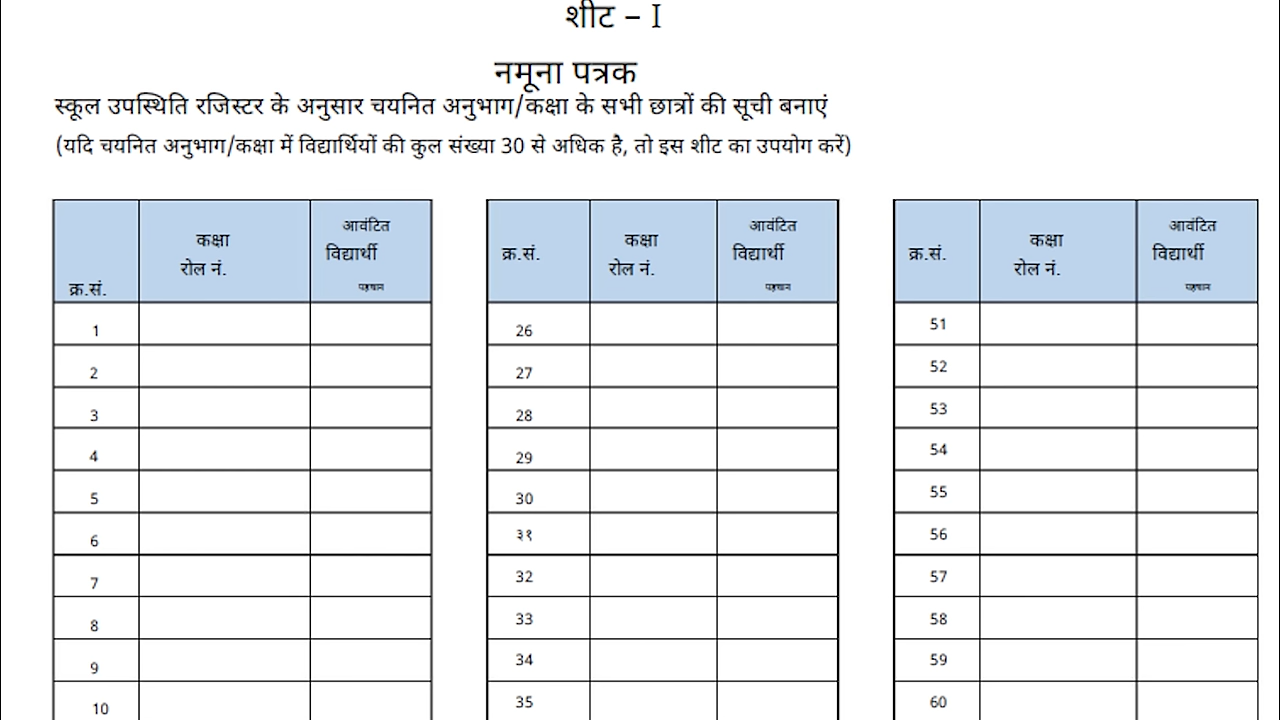 शीट – I
नमूना पत्रक
स्कूल उपस्थिति रजिस्टर के अनुसार चयनित अनुभाग/कक्षा के सभी छात्रों की सूची बनाएं
(यदि चयनित अनुभाग/कक्षा में विद्यार्थियों की कुल संख्या 30 से अधिक है, तो इस शीट का उपयोग करें)
क्र.सं.
कक्षा
रोल नं.
आवंटित
विद्यार्थी
पहचान
1
2
3
4
5
6
7
8
9
10
क्र.सं.
कक्षा
रोल नं.
आवंटित
विद्यार्थी
पहचान
26
27
28
29
30
३१
32
33
34
35
क्र.सं.
कक्षा
रोल नं.
आवंटित
विद्यार्थी
पहचान
51
52
53
54
55
56
57
58
59
60